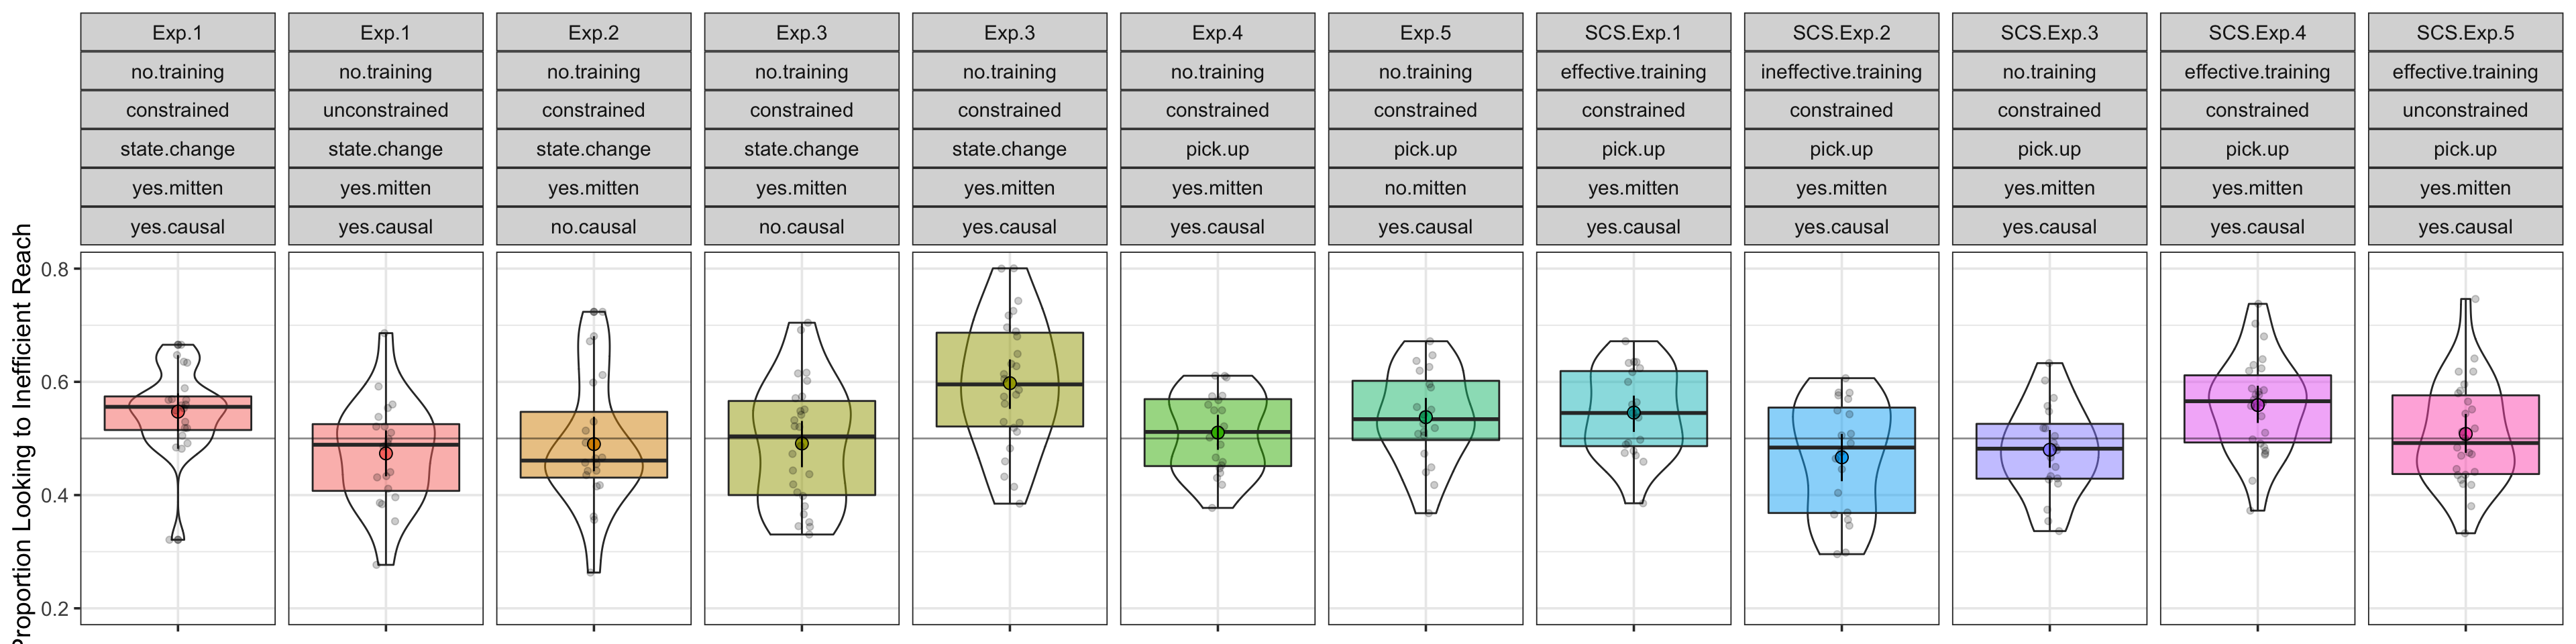 Exp.1 Exp.1 Exp.2 Exp.3 Exp.3 Exp.4 Exp.5 SCS.Exp.1 SCS.Exp.2 SCS.Exp.3 SCS.Exp.4 SCS.Exp.5
no.training no.training no.training no.training no.training no.training no.training effective.training ineffective.training no.training effective.training effective.training
constrained unconstrained constrained constrained constrained constrained constrained constrained constrained constrained constrained unconstrained
state.change state.change state.change state.change state.change pick.up pick.up pick.up pick.up pick.up pick.up pick.up
yes.mitten yes.mitten yes.mitten yes.mitten yes.mitten yes.mitten no.mitten yes.mitten yes.mitten yes.mitten yes.mitten yes.mitten
yes.causal yes.causal no.causal no.causal yes.causal yes.causal yes.causal yes.causal yes.causal yes.causal yes.causal yes.causal
Proportion Looking to Inefficient Reach
0.8
0.6
0.4
0.2